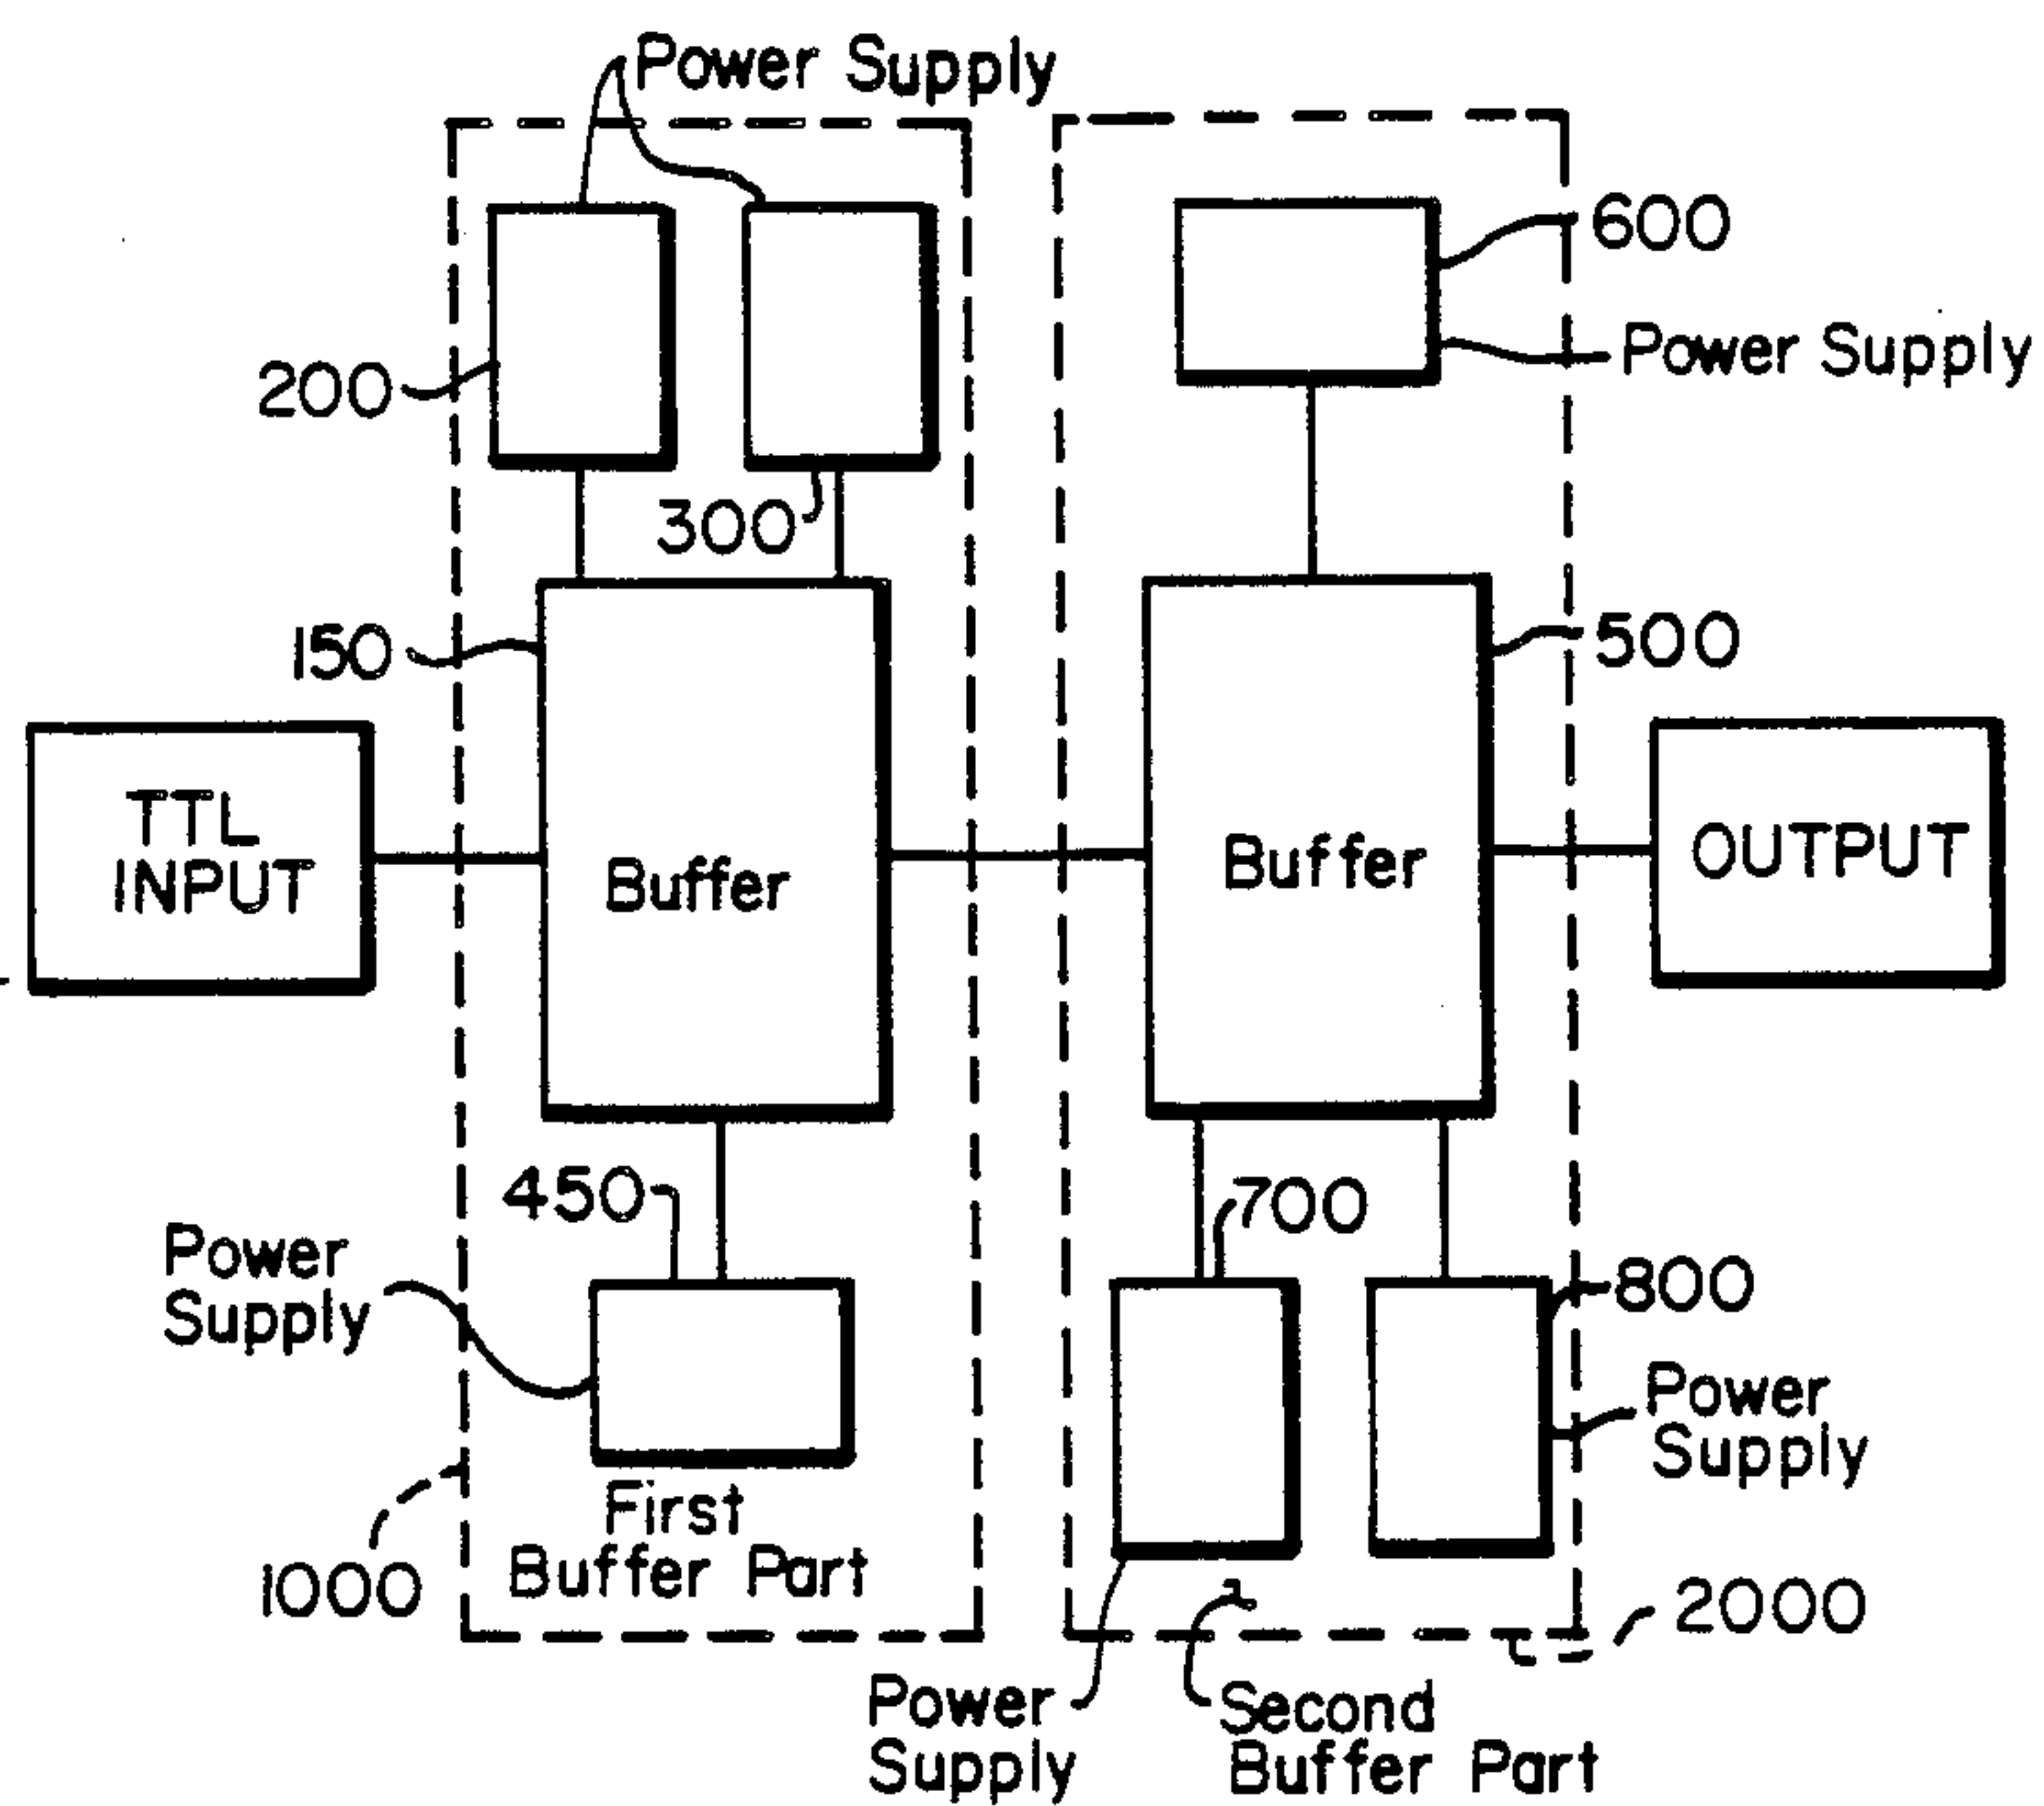 Power Supply
600
Power Supply
200
300
150
500
TTL
INPUT
Buffer
Buffer
OUTPUT
450
700
Power
Supply
800
Power
Supply
First
Buffer Part
1000
2000
Power
Supply
Second
Buffer Part